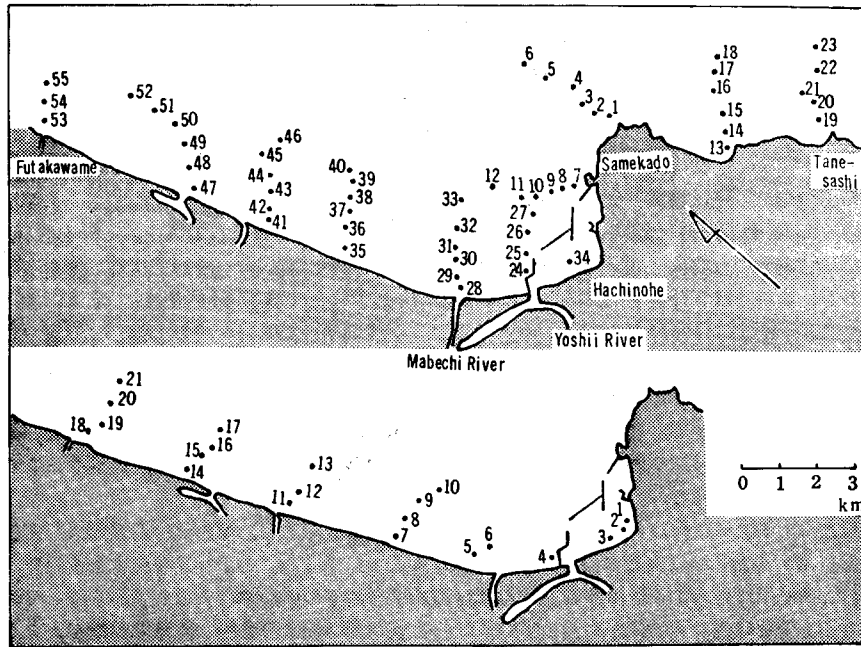 6 5 4 3 2 1
18 17 16 15 14 13
23 22 21 20 19
55 54 53
52 51 50 49 48 47
46 45 44 43 42 41
40 39 38 37 36 35
33 32 31 30 29 28
12 11 10 9 8 7
27 26 25 24
34
Futakawame
Samekado
Tane-
sashi
Hachinohe
Yoshii River
Mabechi River
21 20 19 18
17 16 15 14
13 12 11
10 9 8 7
6 5
4
1 2 3
0 1 2 3
km